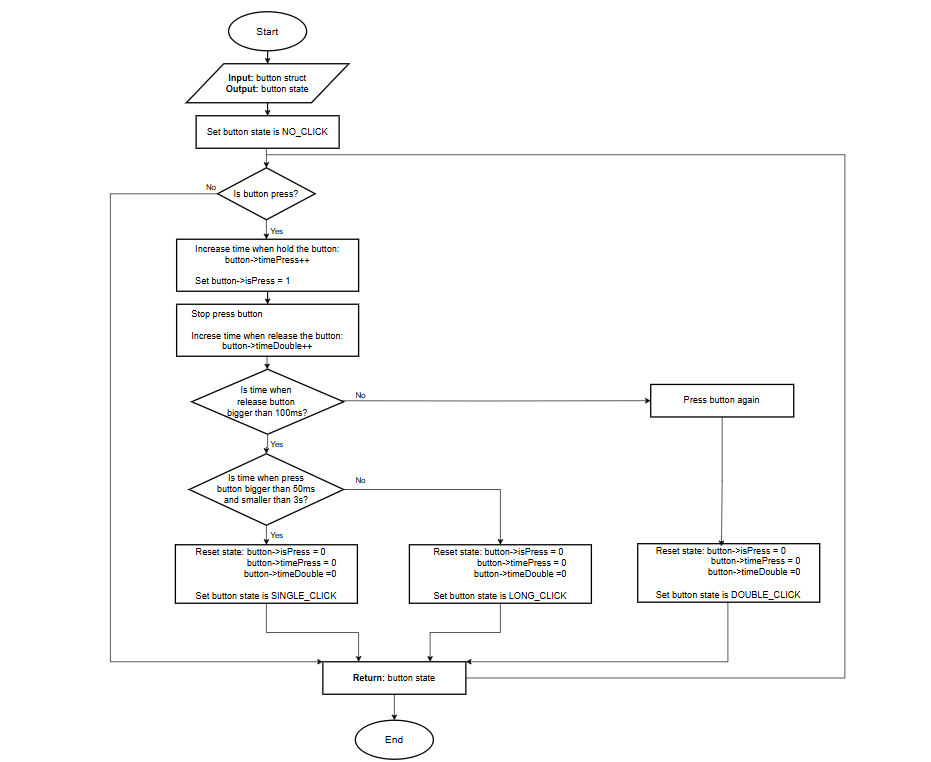 Start
Input: button struct
Output: button state
Set button state is NO_CLICK
No
Is button press?
Yes
Increase time when hold the button:
button->timePress++
Set button->isPress = 1
Stop press button
Increse time when release the button:
button->timeDouble++
Is time when
release button
bigger than 100ms?
No
Press button again
Yes
Is time when press
button bigger than 50ms
and smaller than 3s?
No
Yes
Reset state: button->isPress = 0
button->timePress = 0
button->timeDouble =0
Set button state is SINGLE_CLICK
Reset state: button->isPress = 0
button->timePress = 0
button->timeDouble =0
Set button state is LONG_CLICK
Reset state: button->isPress = 0
button->timePress = 0
button->timeDouble =0
Set button state is DOUBLE_CLICK
Return: button state
End